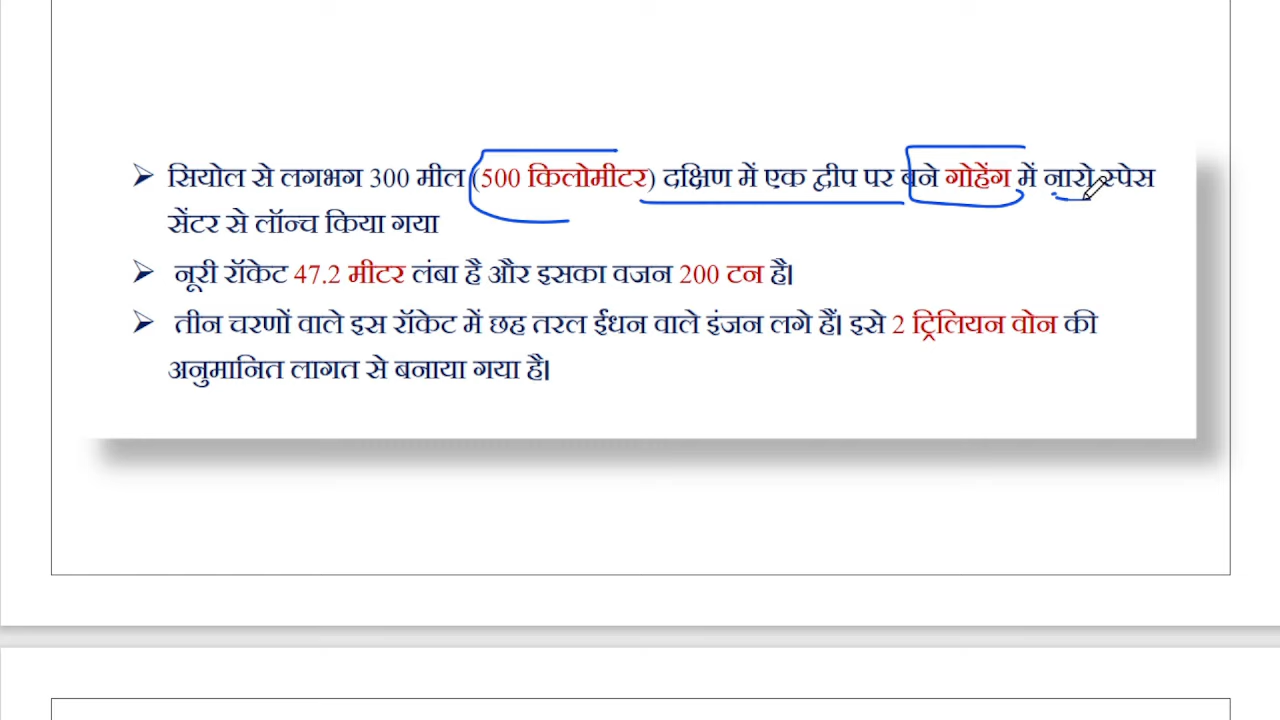 ➢ सियोल से लगभग 300 मील (500 किलोमीटर) दक्षिण में एक द्वीप पर बने गोहेंग में नारो स्पेस
सेंटर से लॉन्च किया गया
➢ नूरी रॉकेट 47.2 मीटर लंबा है और इसका वजन 200 टन है।
➢ तीन चरणों वाले इस रॉकेट में छह तरल ईंधन वाले इंजन लगे हैं। इसे 2 ट्रिलियन वोन की
अनुमानित लागत से बनाया गया है।